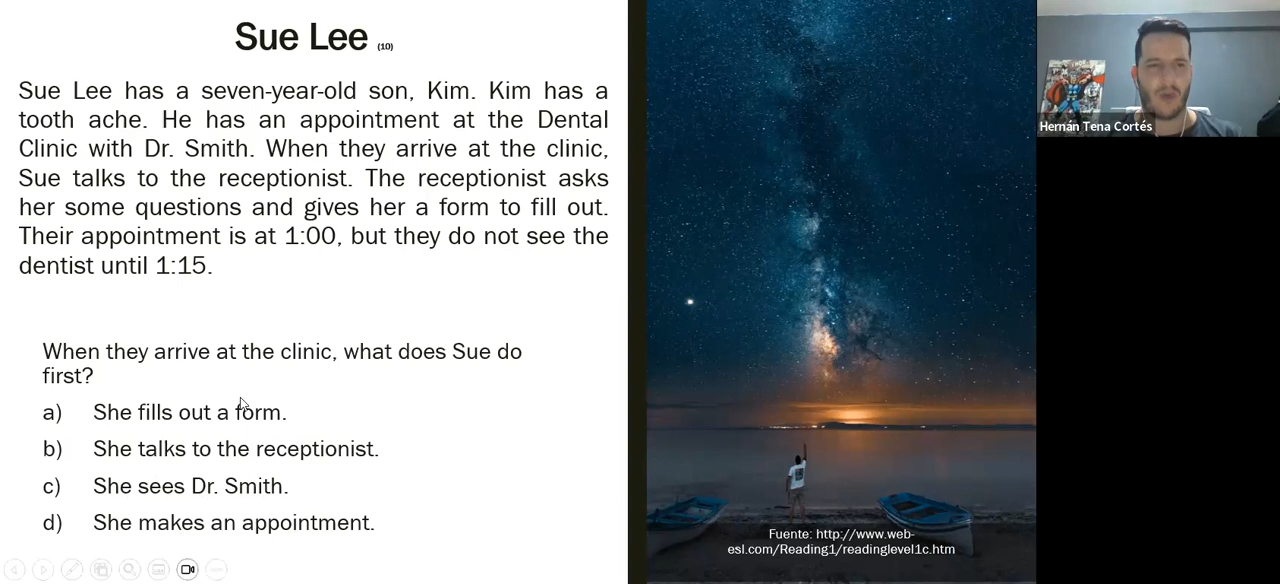 Sue Lee (10)
Sue Lee has a seven-year-old son, Kim. Kim has a
tooth ache. He has an appointment at the Dental
Clinic with Dr. Smith. When they arrive at the clinic,
Sue talks to the receptionist. The receptionist asks
her some questions and gives her a form to fill out.
Their appointment is at 1:00, but they do not see the
dentist until 1:15.
When they arrive at the clinic, what does Sue do
first?
a) She fills out a form.
b) She talks to the receptionist.
c) She sees Dr. Smith.
d) She makes an appointment.
Fuente: http://www.web-
esl.com/Reading1/readinglevel1c.htm
Hernán Tena Cortés